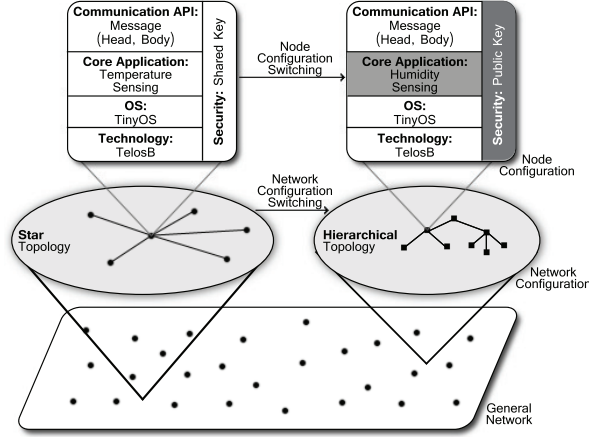 Communication API:
Message
(Head, Body)
Core Application:
Temperature
Sensing
OS:
TinyOS
Technology:
TelosB
Security: Shared Key
Node
Configuration
Switching
Communication API:
Message
(Head, Body)
Core Application:
Humidity
Sensing
OS:
TinyOS
Technology:
TelosB
Security: Public Key
Node
Configuration
Network
Configuration
Switching
Star
Topology
Hierarchical
Topology
Network
Configuration
General
Network